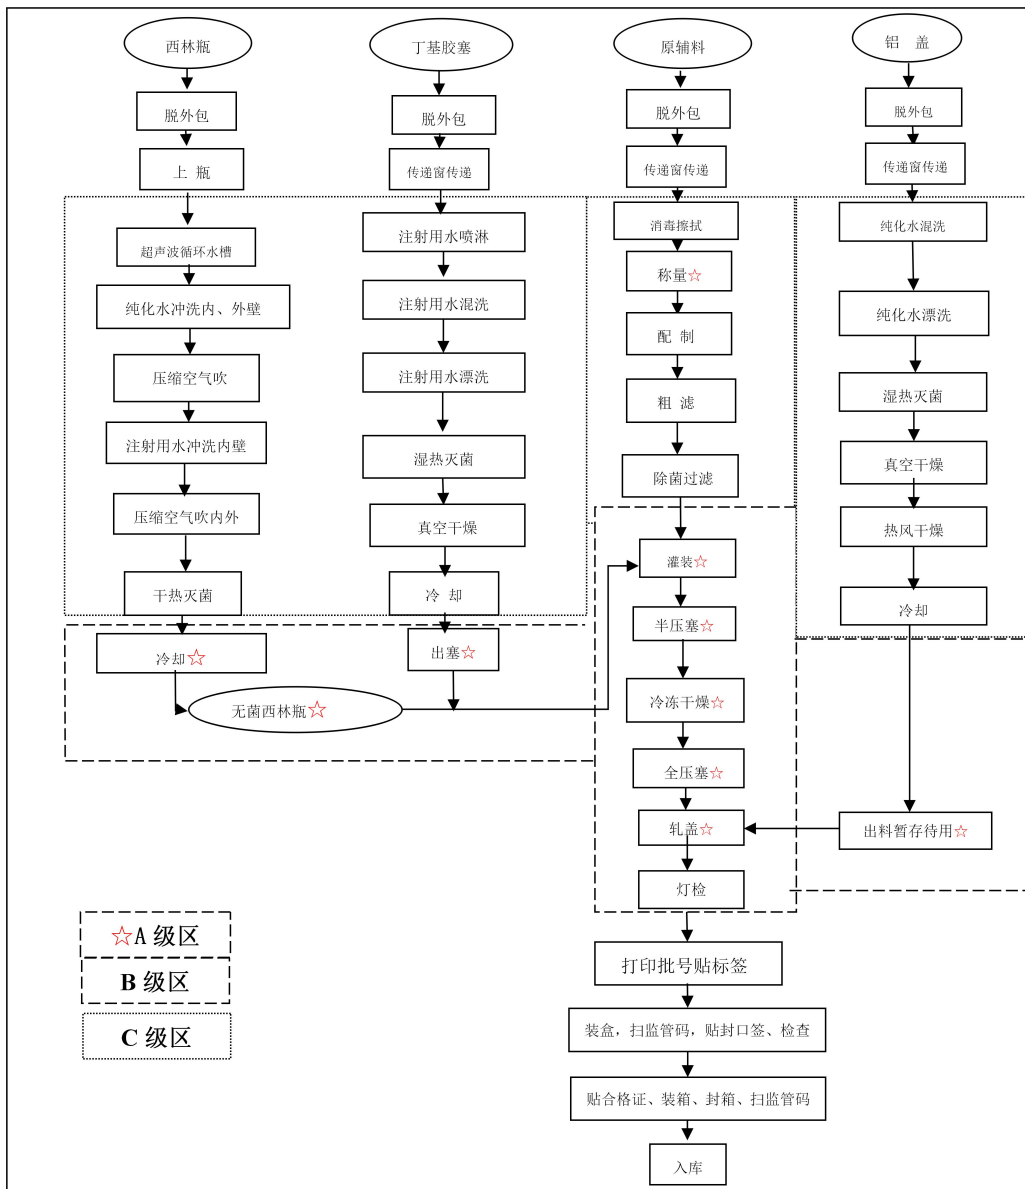 西林瓶
丁基胶塞
原辅料
铝 盖
脱外包
脱外包
脱外包
脱外包
上 瓶
传递窗传递
传递窗传递
传递窗传递
超声波循环水槽
纯化水冲洗内、外壁
压缩空气吹
注射用水冲洗内壁
压缩空气吹内外
干热灭菌
冷却☆
无菌西林瓶☆
注射用水喷淋
注射用水混洗
注射用水漂洗
湿热灭菌
真空干燥
冷 却
出塞☆
消毒擦拭
称量☆
配 制
粗 滤
除菌过滤
灌装☆
半压塞☆
冷冻干燥☆
全压塞☆
轧盖☆
灯检
纯化水混洗
纯化水漂洗
湿热灭菌
真空干燥
热风干燥
冷却
出料暂存待用☆
打印批号贴标签
装盒，扫监管码，贴封口签、检查
贴合格证、装箱、封箱、扫监管码
入库
☆A 级区
B 级区
C 级区